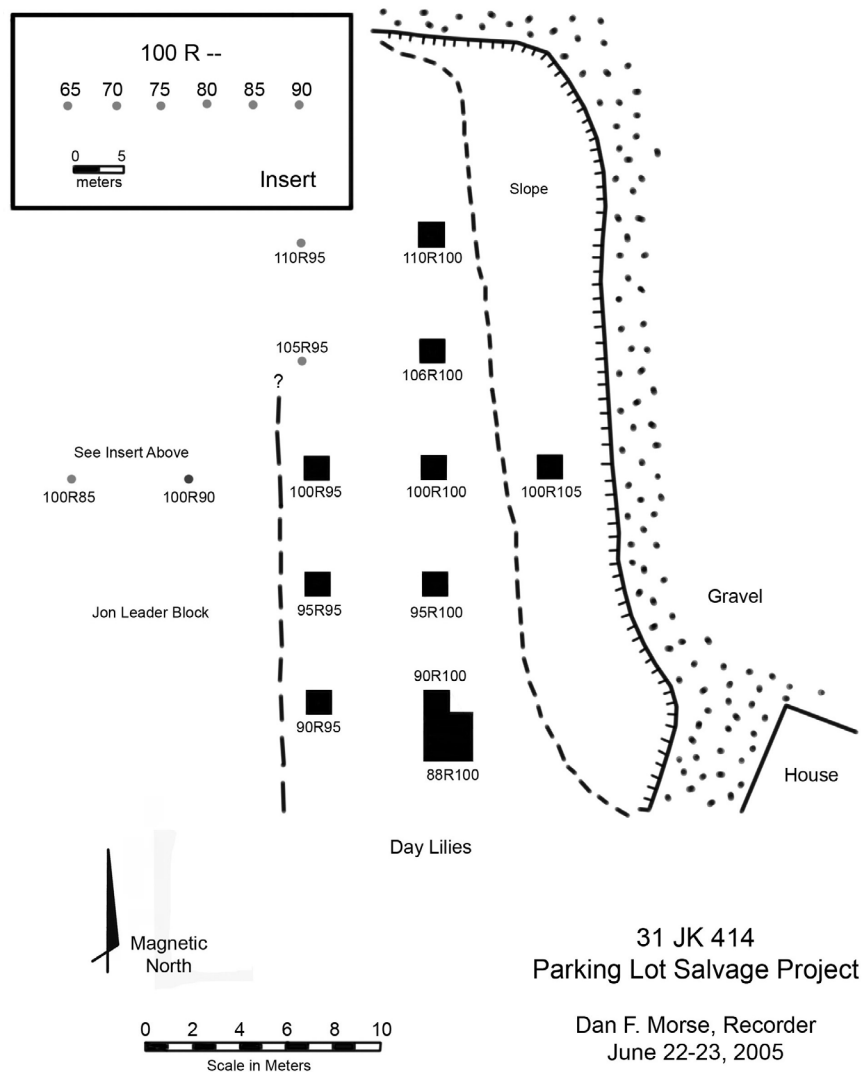 100 R --
65 70 75 80 85 90
0 5
meters
Insert
Slope
110R95 110R100
105R95
106R100
?
See Insert Above
100R85 100R90 100R95 100R100 100R105
Jon Leader Block
95R95 95R100
Gravel
90R100
90R95
88R100
House
Day Lilies
Magnetic
North
31 JK 414
Parking Lot Salvage Project
Dan F. Morse, Recorder
June 22-23, 2005
0 2 4 6 8 10
Scale in Meters